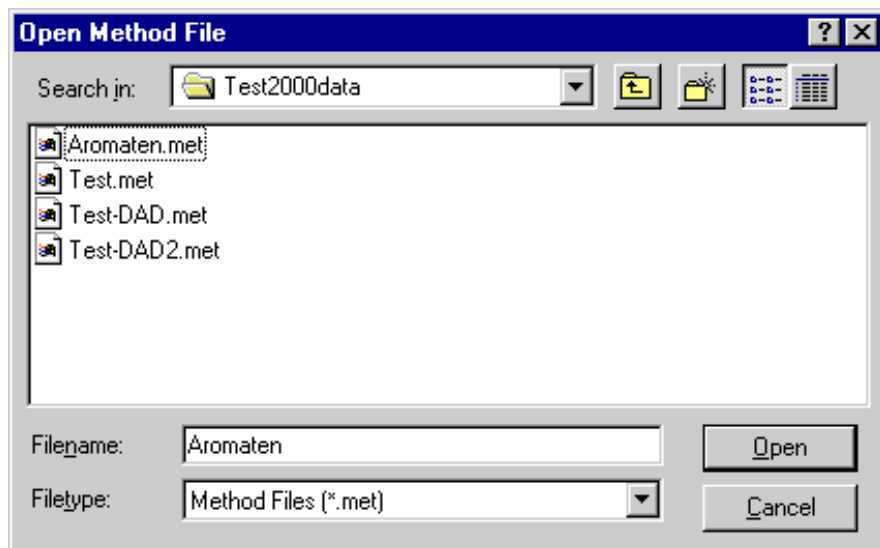 Open Method File
Search in: Test2000data
Aromaten.met
Test.met
Test-DAD.met
Test-DAD2.met
Filename: Aromaten Open
Filetype: Method Files (*.met) Cancel